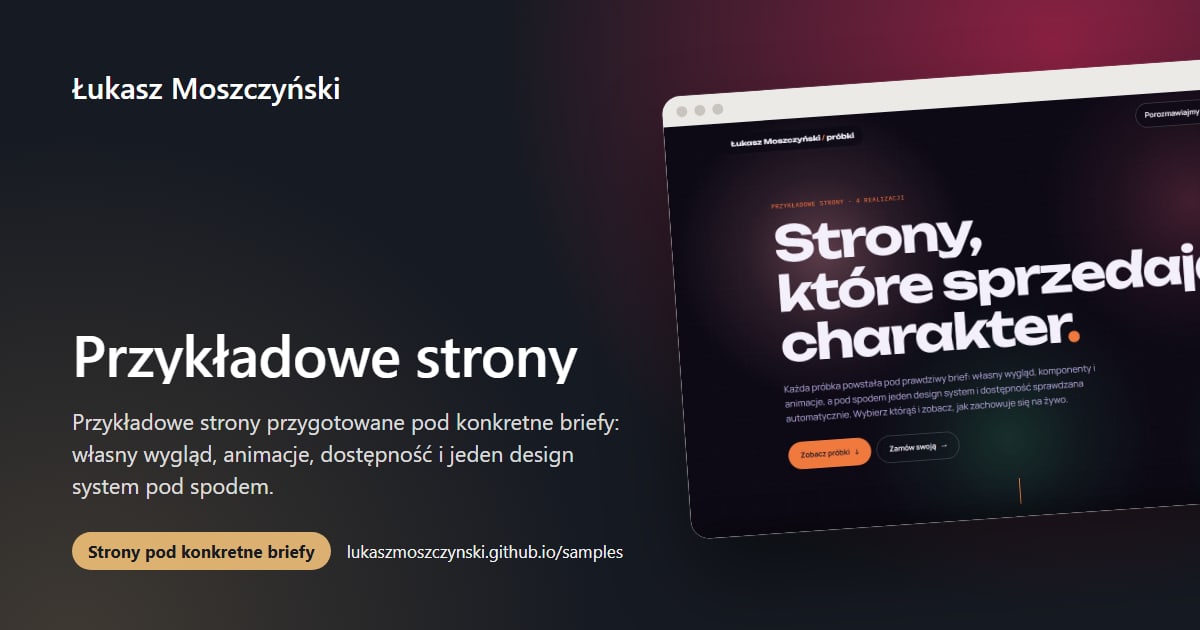 Łukasz Moszczyński
Przykładowe strony
Przykładowe strony przygotowane pod konkretne briefy:
własny wygląd, animacje, dostępność i jeden design
system pod spodem.
Strony pod konkretne briefy
lukaszmoszczynski.github.io/samples
Łukasz Moszczyński / próbki
Porozmawiajmy
PRZYKŁADOWE STRONY - 4 REALIZACJI
Strony,
które sprzedają
charakter.
Każda próbka powstała pod prawdziwy brief: własny wygląd, komponenty i
animacje, a pod spodem jeden design system i dostępność sprawdzana
automatycznie. Wybierz którąś i zobacz, jak zachowuje się na żywo.
Zobacz próbki ↓
Zamów swoją →